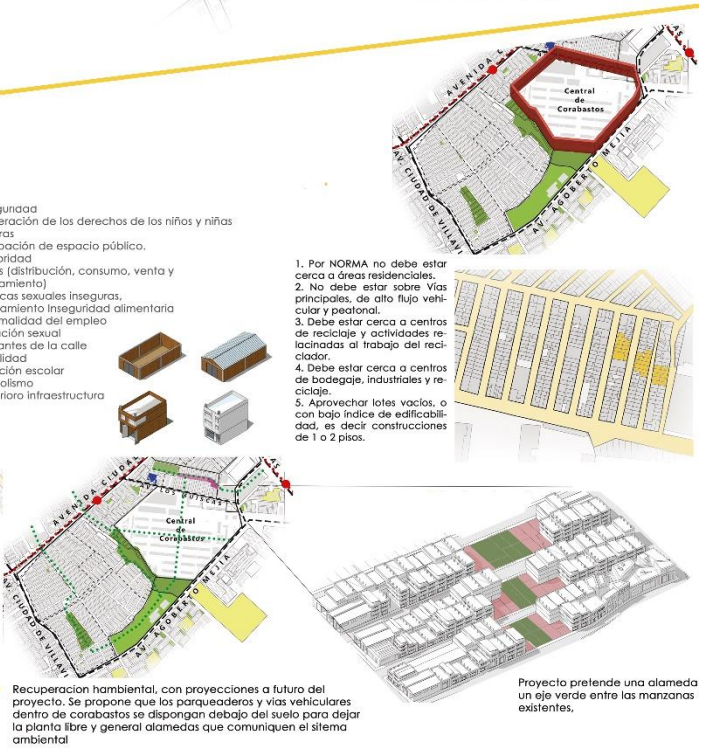 AVENIDA C
AS
Central
de
Corabastos
AV. CIUDAD DE VILLAVI
AV. AGOBERTO MEJIA
guridad
eración de los derechos de los niños y niñas
ras
pación de espacio público.
oridad
s (distribución, consumo, venta y
amiento)
cas sexuales inseguras,
amiento Inseguridad alimentaria
malidad del empleo
ación sexual
antes de la calle
lidad
ción escolar
olismo
rioro infraestructura
1. Por NORMA no debe estar
cerca a áreas residenciales.
2. No debe estar sobre Vías
principales, de alto flujo vehi-
cular y peatonal.
3. Debe estar cerca a centros
de reciclaje y actividades re-
lacinadas al trabajo del reci-
clador.
4. Debe estar cerca a centros
de bodegaje, industriales y re-
ciclaje.
5. Aprovechar lotes vacíos, o
con bajo índice de edificabili-
dad, es decir construcciones
de 1 o 2 pisos.
AVENIDA CIUDAD
AS
Central
de
Corabastos
AV. CIUDAD DE VILLAVI
AV. AGOBERTO MEJIA
Recuperacion hambiental, con proyecciones a futuro del
proyecto. Se propone que los parqueaderos y vias vehiculares
dentro de corabastos se dispongan debajo del suelo para dejar
la planta libre y general alamedas que comuniquen el sitema
ambiental
Proyecto pretende una alameda
un eje verde entre las manzanas
existentes,